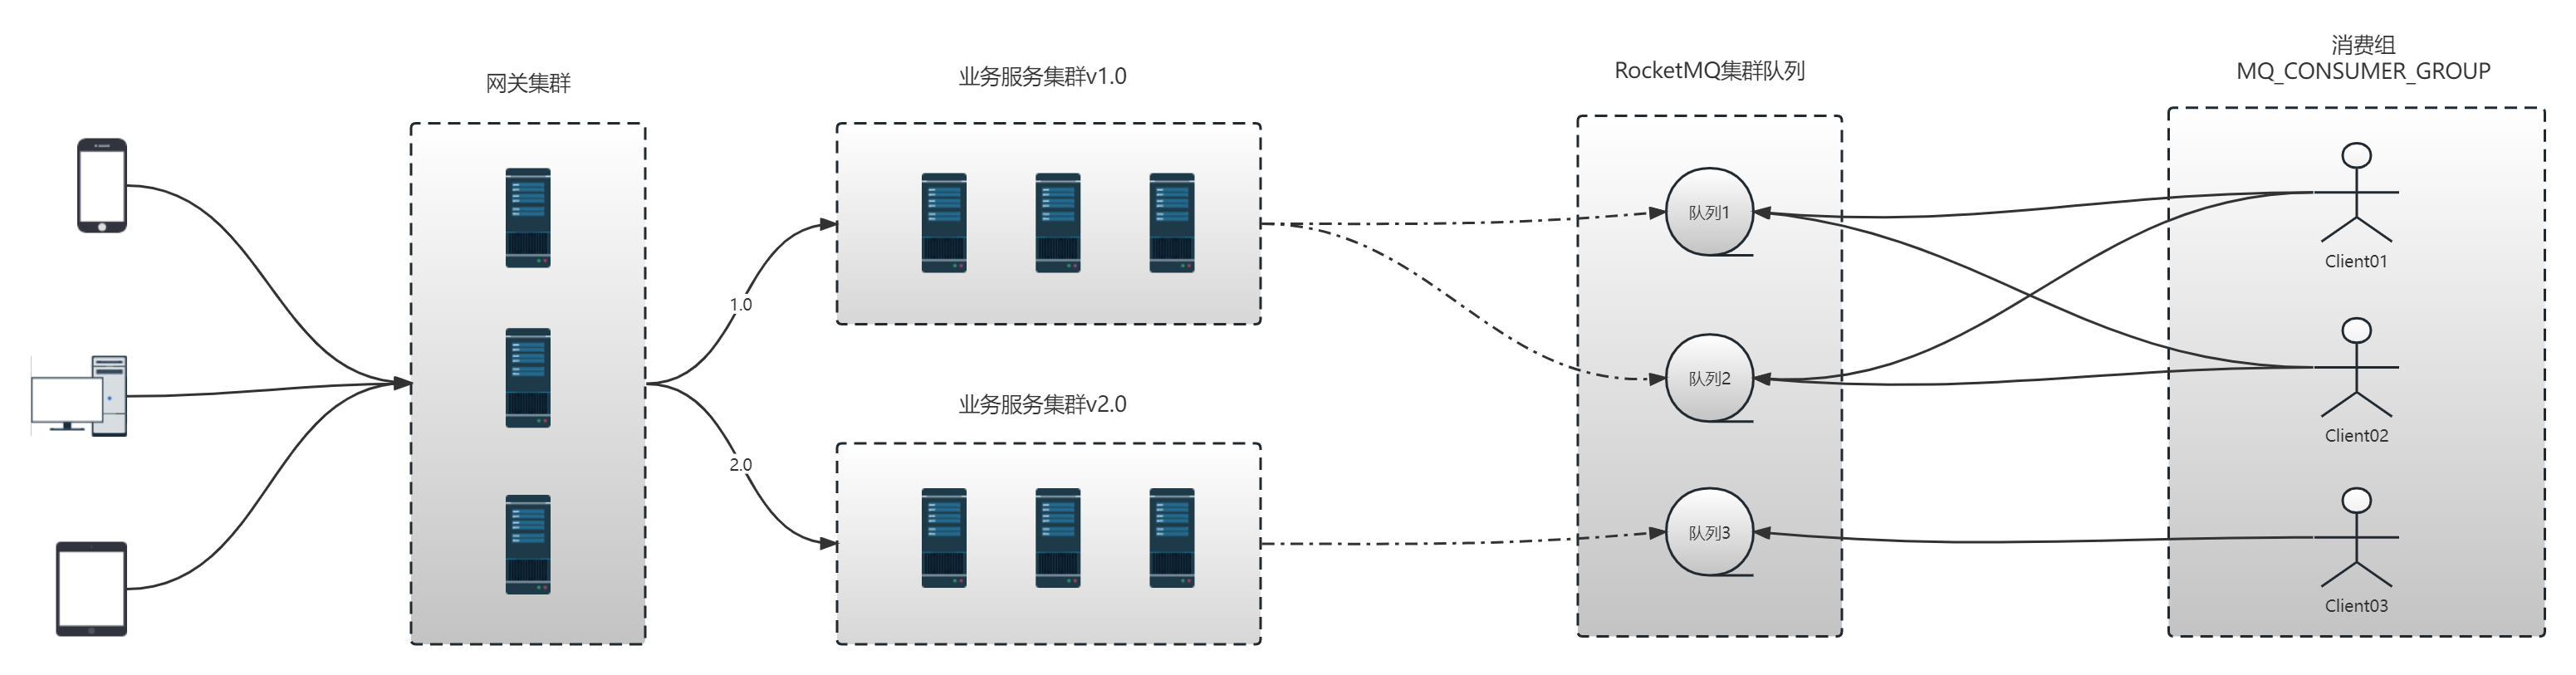 网关集群
1.0
2.0
业务服务集群v1.0
业务服务集群v2.0
RocketMQ集群队列
队列1
队列2
队列3
消费组
MQ_CONSUMER_GROUP
Client01
Client02
Client03